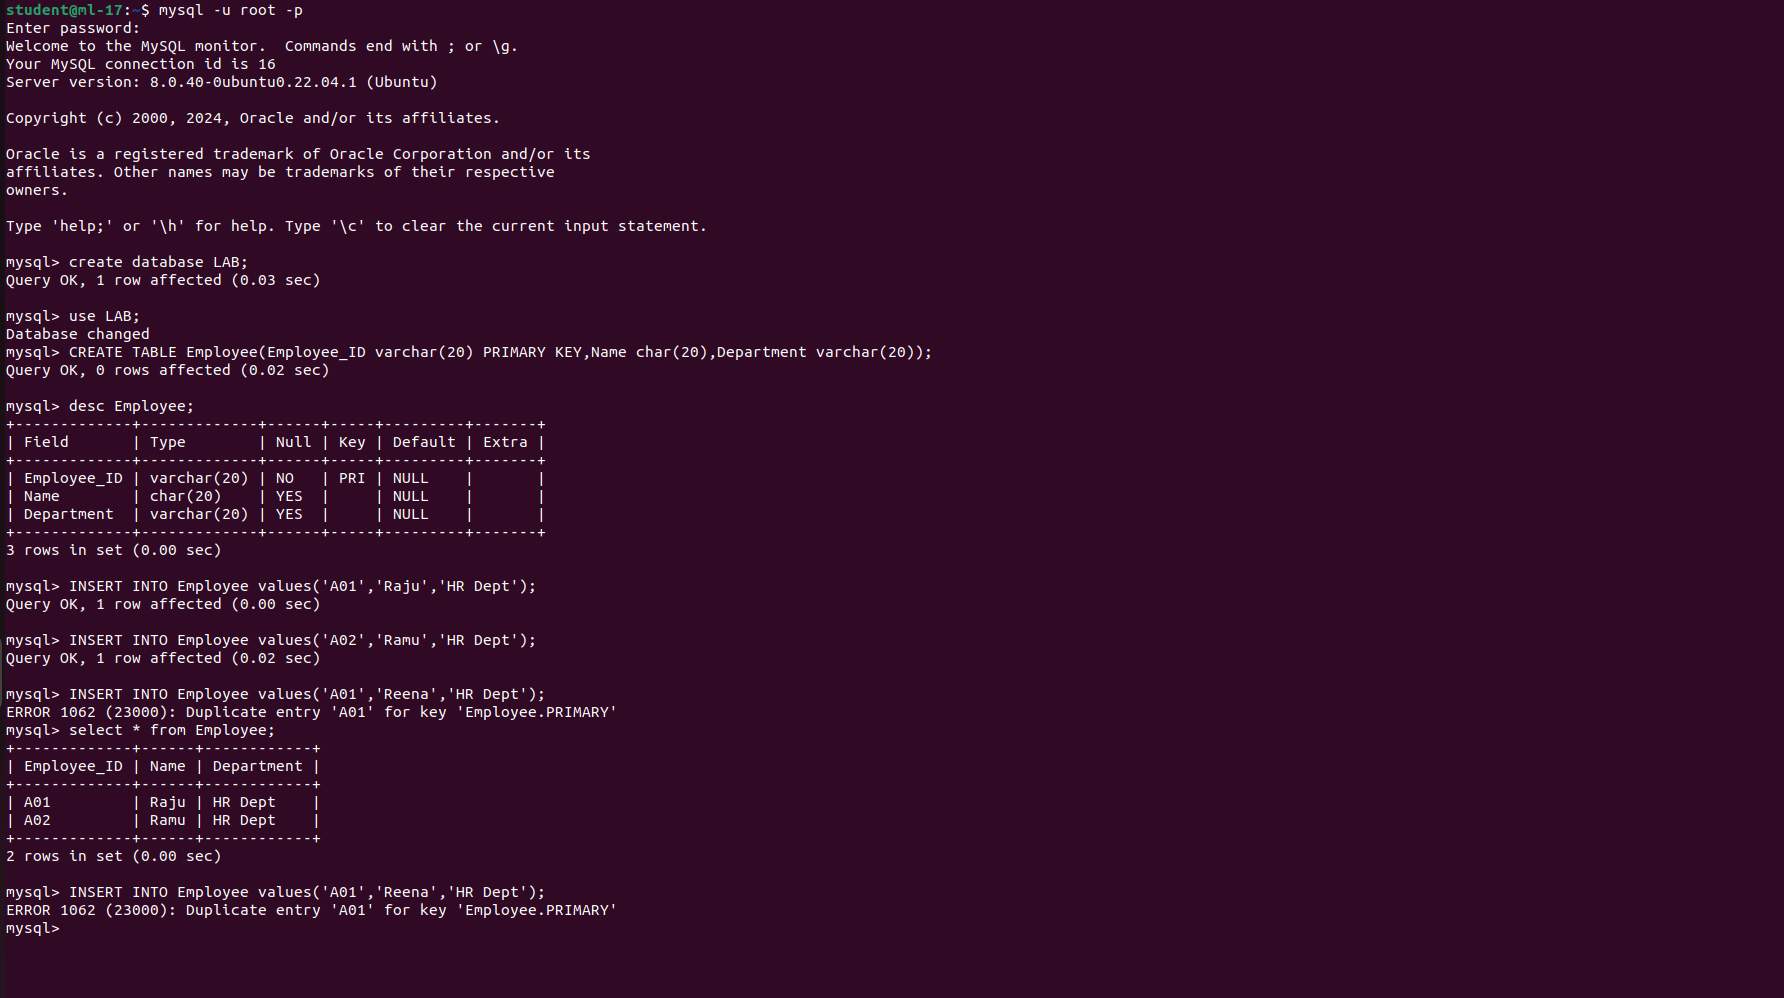 student@ml-17:~$ mysql -u root -p
Enter password:
Welcome to the MySQL monitor.  Commands end with ; or \g.
Your MySQL connection id is 16
Server version: 8.0.40-0ubuntu0.22.04.1 (Ubuntu)

Copyright (c) 2000, 2024, Oracle and/or its affiliates.

Oracle is a registered trademark of Oracle Corporation and/or its
affiliates. Other names may be trademarks of their respective
owners.

Type 'help;' or '\h' for help. Type '\c' to clear the current input statement.

mysql> create database LAB;
Query OK, 1 row affected (0.03 sec)

mysql> use LAB;
Database changed
mysql> CREATE TABLE Employee(Employee_ID varchar(20) PRIMARY KEY,Name char(20),Department varchar(20));
Query OK, 0 rows affected (0.02 sec)

mysql> desc Employee;
+-------------+-------------+------+-----+---------+-------+
| Field       | Type        | Null | Key | Default | Extra |
+-------------+-------------+------+-----+---------+-------+
| Employee_ID | varchar(20) | NO   | PRI | NULL    |       |
| Name        | char(20)    | YES  |     | NULL    |       |
| Department  | varchar(20) | YES  |     | NULL    |       |
+-------------+-------------+------+-----+---------+-------+
3 rows in set (0.00 sec)

mysql> INSERT INTO Employee values('A01','Raju','HR Dept');
Query OK, 1 row affected (0.00 sec)

mysql> INSERT INTO Employee values('A02','Ramu','HR Dept');
Query OK, 1 row affected (0.02 sec)

mysql> INSERT INTO Employee values('A01','Reena','HR Dept');
ERROR 1062 (23000): Duplicate entry 'A01' for key 'Employee.PRIMARY'
mysql> select * from Employee;
+-------------+------+------------+
| Employee_ID | Name | Department |
+-------------+------+------------+
| A01         | Raju | HR Dept    |
| A02         | Ramu | HR Dept    |
+-------------+------+------------+
2 rows in set (0.00 sec)

mysql> INSERT INTO Employee values('A01','Reena','HR Dept');
ERROR 1062 (23000): Duplicate entry 'A01' for key 'Employee.PRIMARY'
mysql>